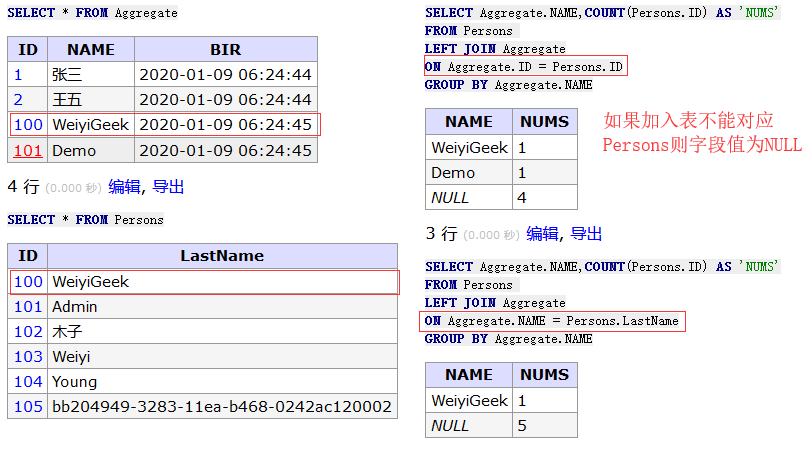 SELECT * FROM Aggregate
ID NAME BIR
1 张三 2020-01-09 06:24:44
2 王五 2020-01-09 06:24:44
100 WeiyiGeek 2020-01-09 06:24:45
101 Demo 2020-01-09 06:24:45
4 行 (0.000 秒) 编辑, 导出
SELECT * FROM Persons
ID LastName
100 WeiyiGeek
101 Admin
102 木子
103 Weiyi
104 Young
105 bb204949-3283-11ea-b468-0242ac120002
SELECT Aggregate.NAME,COUNT(Persons.ID) AS 'NUMS'
FROM Persons
LEFT JOIN Aggregate
ON Aggregate.ID = Persons.ID
GROUP BY Aggregate.NAME
NAME NUMS
WeiyiGeek 1
Demo 1
NULL 4
如果加入表不能对应
Persons则字段值为NULL
3 行 (0.000 秒) 编辑, 导出
SELECT Aggregate.NAME,COUNT(Persons.ID) AS 'NUMS'
FROM Persons
LEFT JOIN Aggregate
ON Aggregate.NAME = Persons.LastName
GROUP BY Aggregate.NAME
NAME NUMS
WeiyiGeek 1
NULL 5